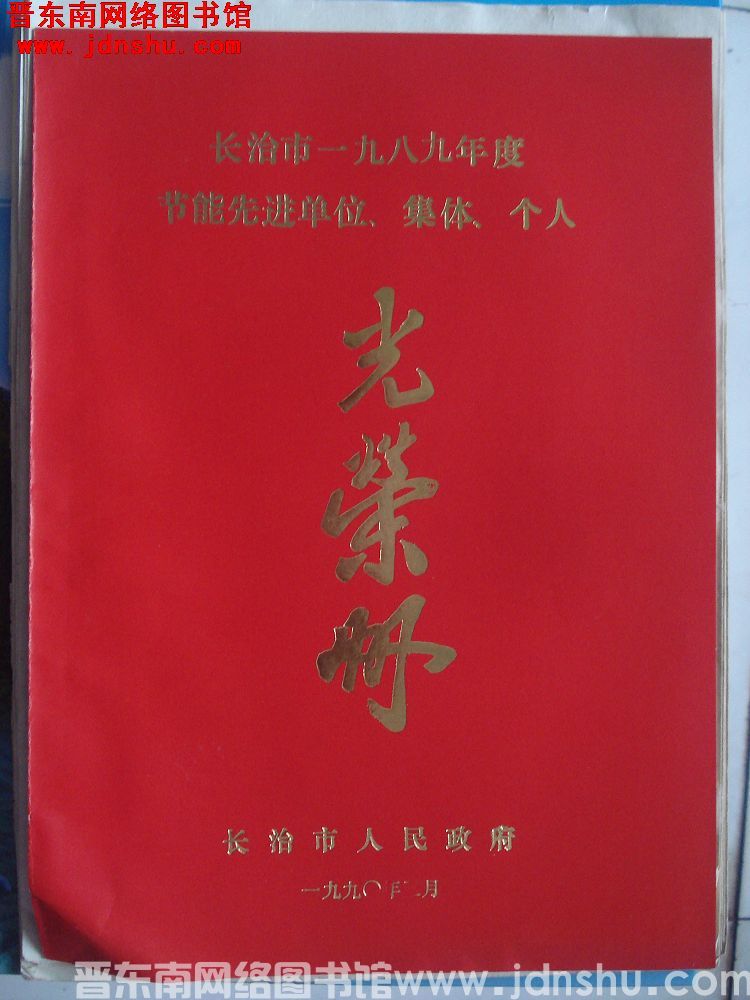 晋东南网络图书馆
www.jdnshu.com
长治市一九八九年度
节能先进单位、集体、个人
光荣册
长治市人民政府
一九九〇年二月
晋东南网络图书馆www.jdnshu.com